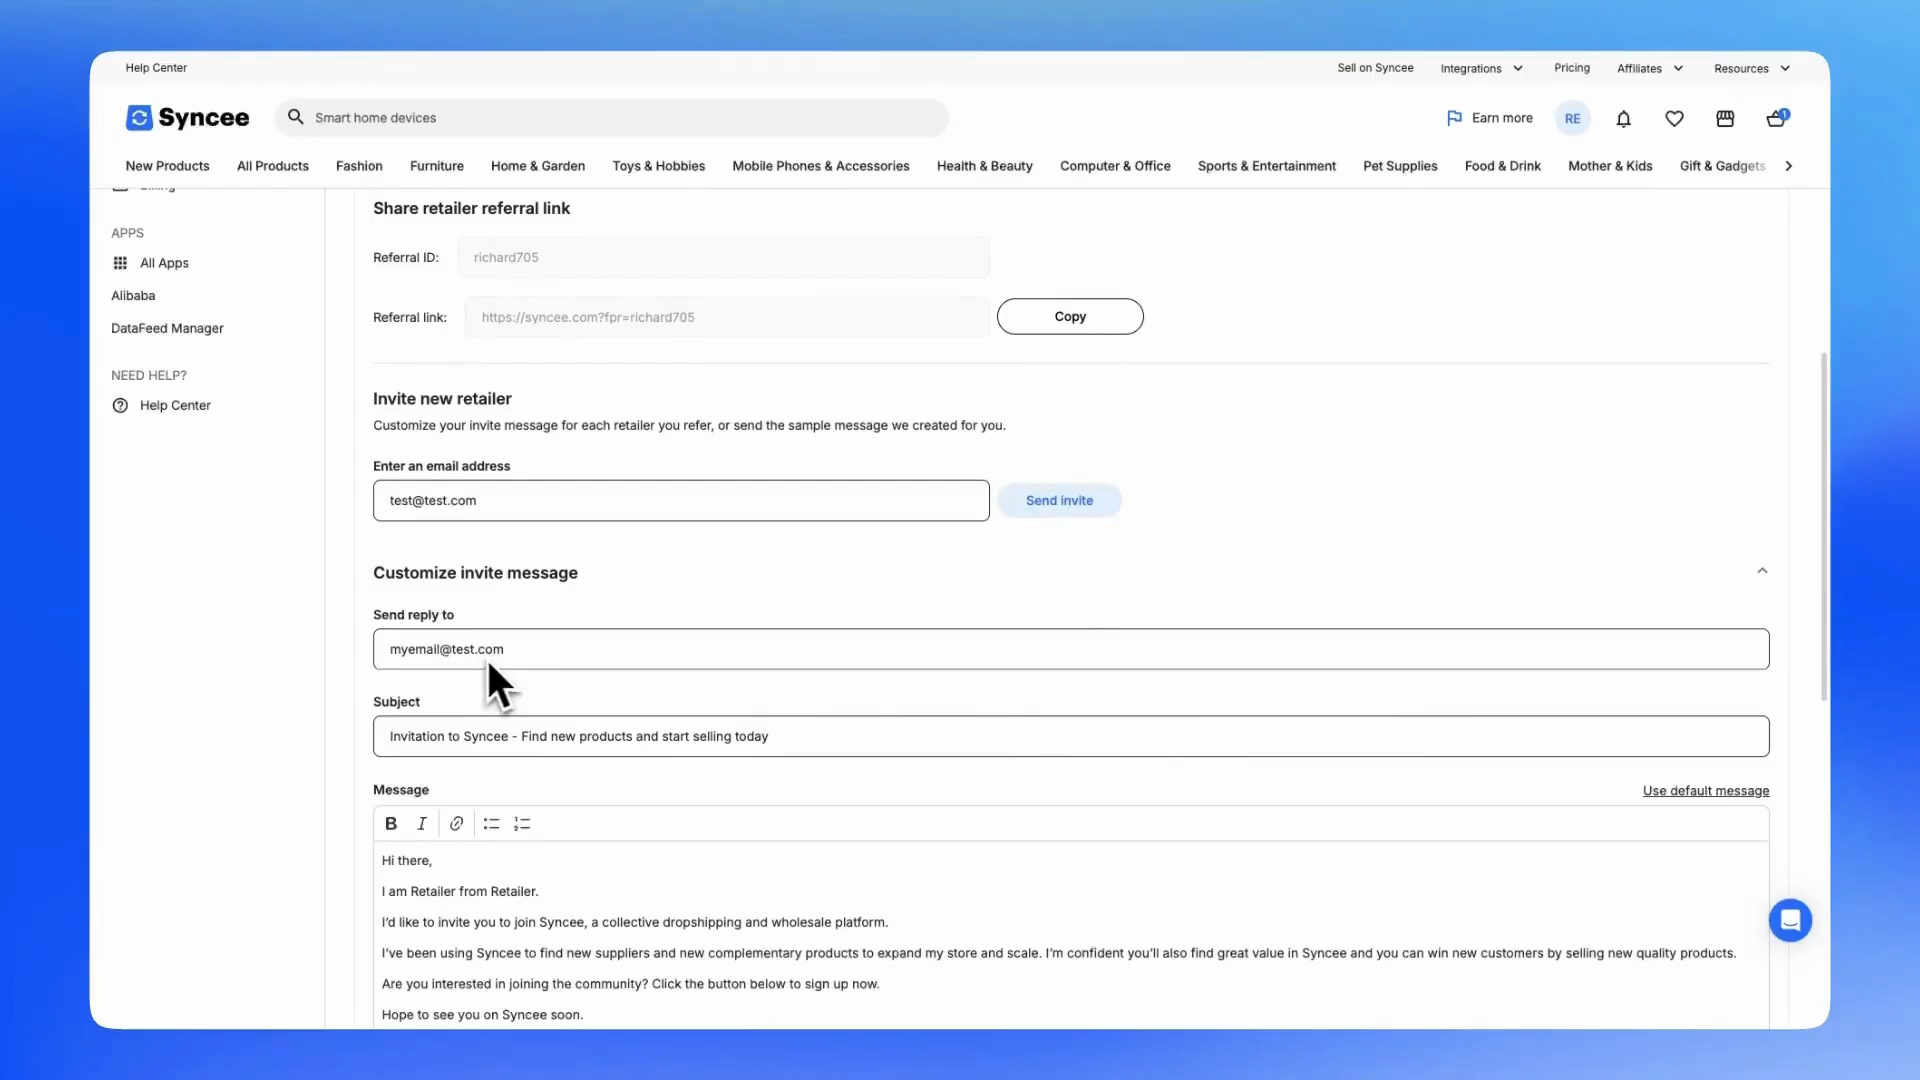 Help Center
Sell on Syncee
Integrations
Pricing
Affiliates
Resources
Syncee
Smart home devices
Earn more
RE
1
New Products
All Products
Fashion
Furniture
Home & Garden
Toys & Hobbies
Mobile Phones & Accessories
Health & Beauty
Computer & Office
Sports & Entertainment
Pet Supplies
Food & Drink
Mother & Kids
Gift & Gadgets
Billing
APPS
All Apps
Alibaba
DataFeed Manager
NEED HELP?
Help Center
Share retailer referral link
Referral ID: richard705
Referral link: https://syncee.com?fpr=richard705
Copy
Invite new retailer
Customize your invite message for each retailer you refer, or send the sample message we created for you.
Enter an email address
test@test.com
Send invite
Customize invite message
Send reply to
myemail@test.com
Subject
Invitation to Syncee - Find new products and start selling today
Message
Use default message
B I
Hi there,
I am Retailer from Retailer.
I'd like to invite you to join Syncee, a collective dropshipping and wholesale platform.
I've been using Syncee to find new suppliers and new complementary products to expand my store and scale. I'm confident you'll also find great value in Syncee and you can win new customers by selling new quality products.
Are you interested in joining the community? Click the button below to sign up now.
Hope to see you on Syncee soon.